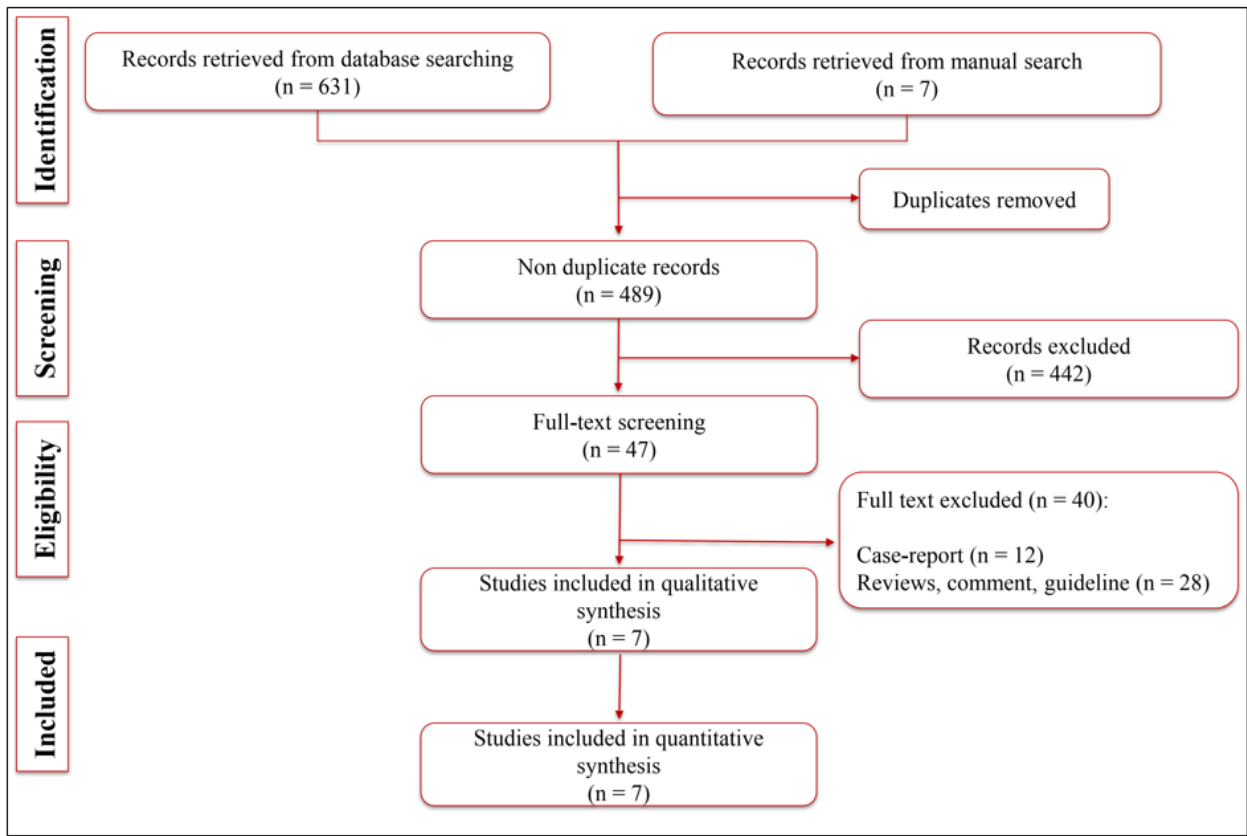 Identification
Records retrieved from database searching
(n = 631)
Records retrieved from manual search
(n = 7)
Duplicates removed
Screening
Non duplicate records
(n = 489)
Records excluded
(n = 442)
Eligibility
Full-text screening
(n = 47)
Full text excluded (n = 40):
Case-report (n = 12)
Reviews, comment, guideline (n = 28)
Studies included in qualitative
synthesis
(n = 7)
Included
Studies included in quantitative
synthesis
(n = 7)